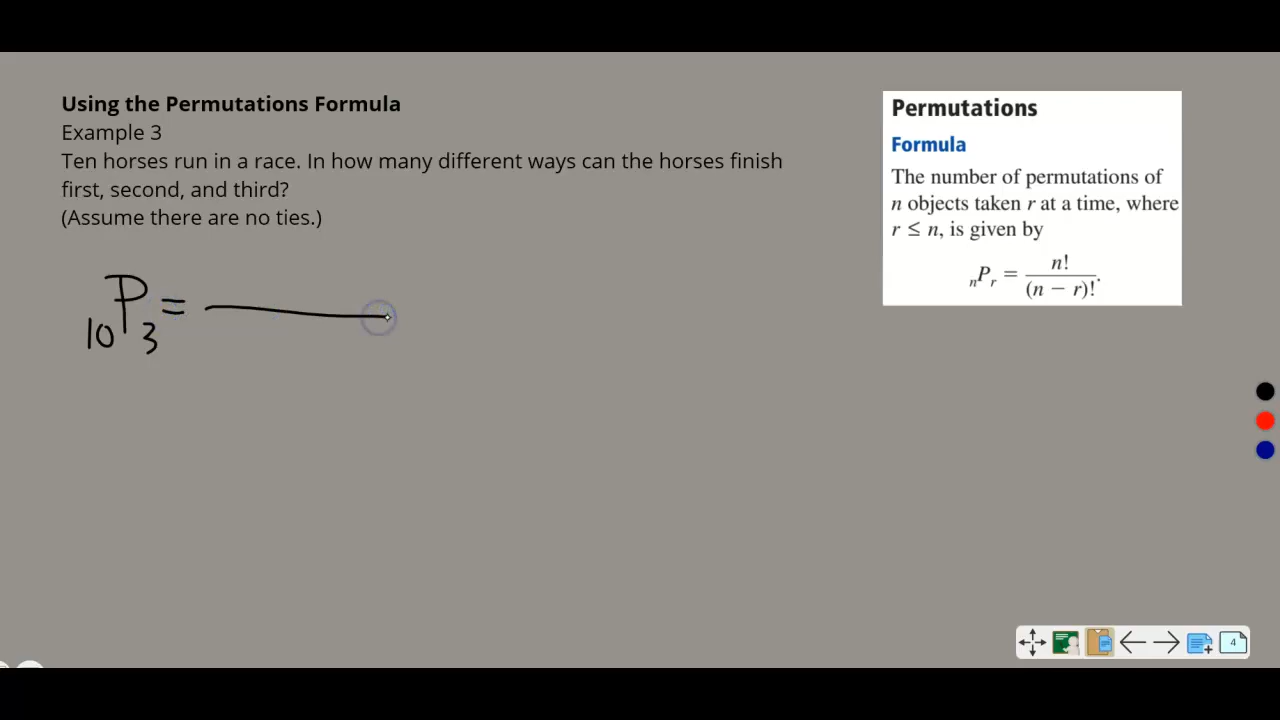 Using the Permutations Formula
Example 3
Ten horses run in a race. In how many different ways can the horses finish
first, second, and third?
(Assume there are no ties.)
₁₀P₃ =
Permutations
Formula
The number of permutations of
n objects taken r at a time, where
r ≤ n, is given by
ₙPᵣ = n! / (n − r)!.
4